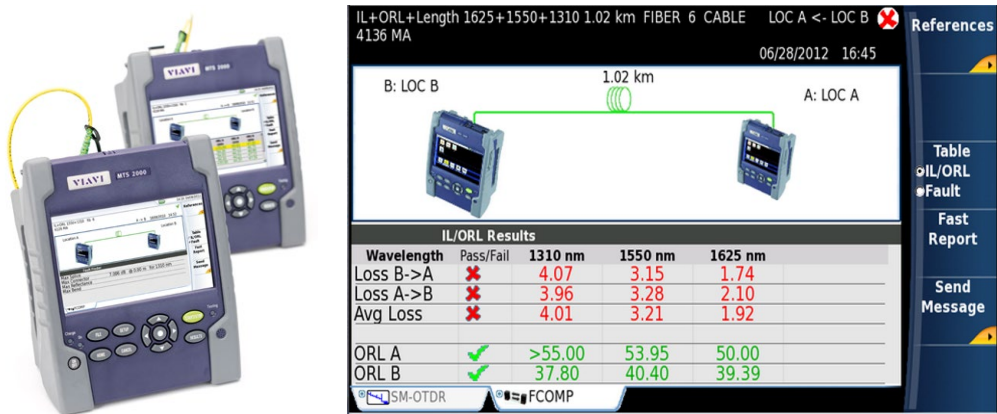 VIAVI MTS 2000
VIAVI MTS 2000
IL+ORL+Length 1625+1550+1310 1.02 km FIBER 6 CABLE LOC A <- LOC B
4136 MA
06/28/2012 16:45
B: LOC B
1.02 km
A: LOC A
IL/ORL Results
Wavelength Pass/Fail 1310 nm 1550 nm 1625 nm
Loss B->A 4.07 3.15 1.74
Loss A->B 3.96 3.28 2.10
Avg Loss 4.01 3.21 1.92
ORL A >55.00 53.95 50.00
ORL B 37.80 40.40 39.39
SM-OTDR FCOMP
References
Table
IL/ORL
Fault
Fast
Report
Send
Message